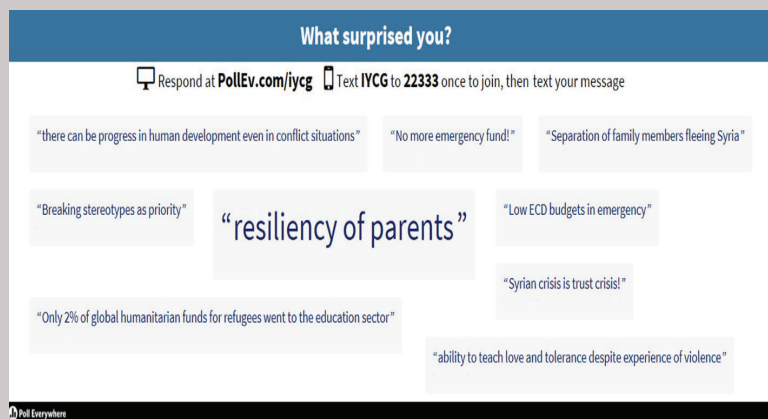 What surprised you?
Respond at PollEv.com/iycg Text IYCG to 22333 once to join, then text your message
“there can be progress in human development even in conflict situations”
“No more emergency fund!”
“Separation of family members fleeing Syria”
“Breaking stereotypes as priority”
“resiliency of parents”
“Low ECD budgets in emergency”
“Syrian crisis is trust crisis!”
“Only 2% of global humanitarian funds for refugees went to the education sector”
“ability to teach love and tolerance despite experience of violence”
Poll Everywhere